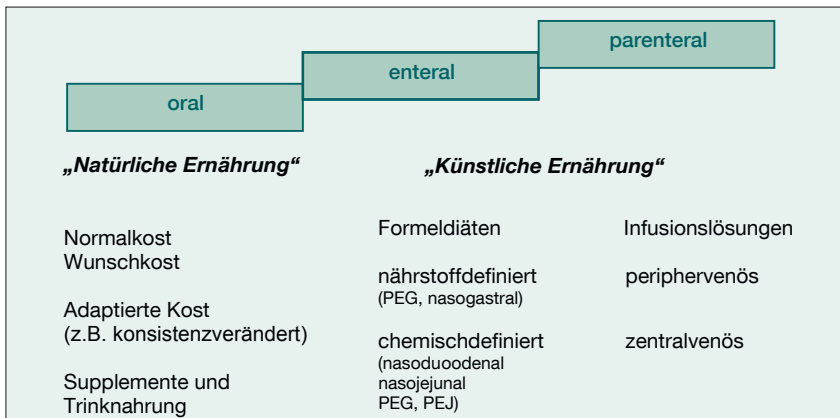 parenteral
enteral
oral
„Natürliche Ernährung“
„Künstliche Ernährung“
Normalkost
Wunschkost
Adaptierte Kost
(z.B. konsistenzverändert)
Supplemente und
Trinknahrung
Formeldiäten
nährstoffdefiniert
(PEG, nasogastral)
chemischdefiniert
(nasoduoodenal
nasojejunal
PEG, PEJ)
Infusionslösungen
periphervenös
zentralvenös